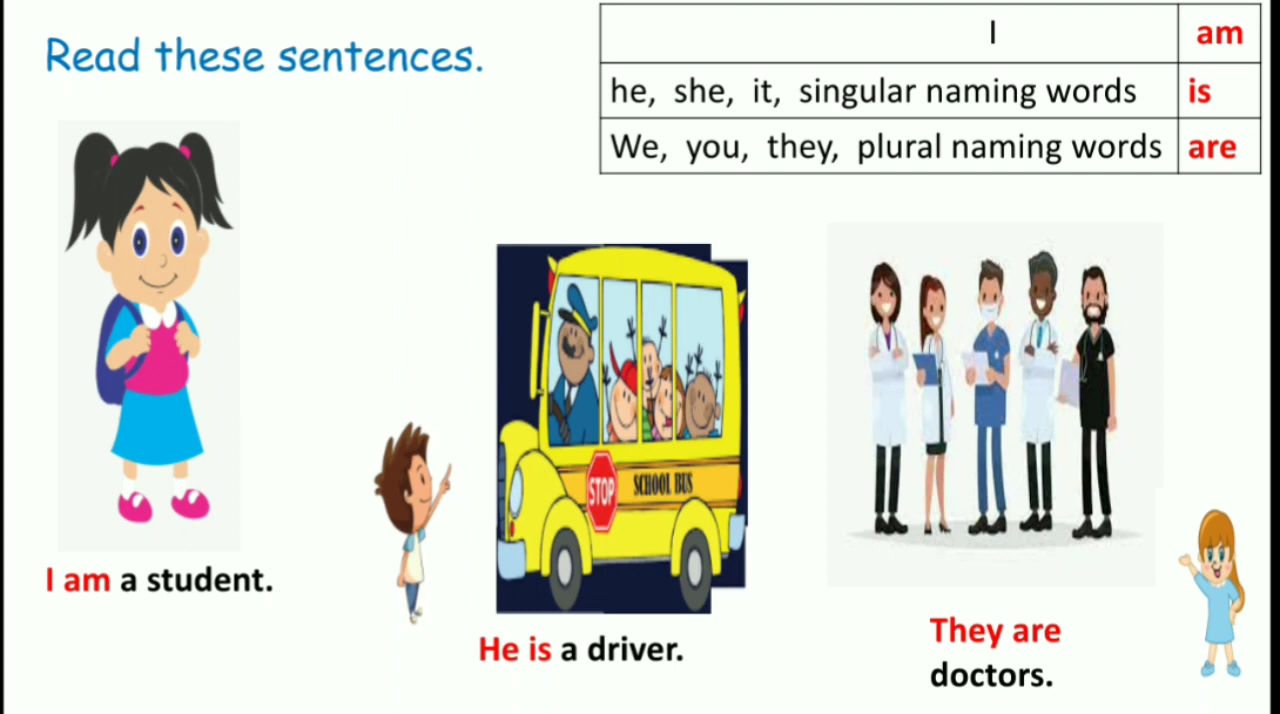 Read these sentences.
I am
he, she, it, singular naming words is
We, you, they, plural naming words are
STOP
SCHOOL BUS
I am a student.
He is a driver.
They are
doctors.